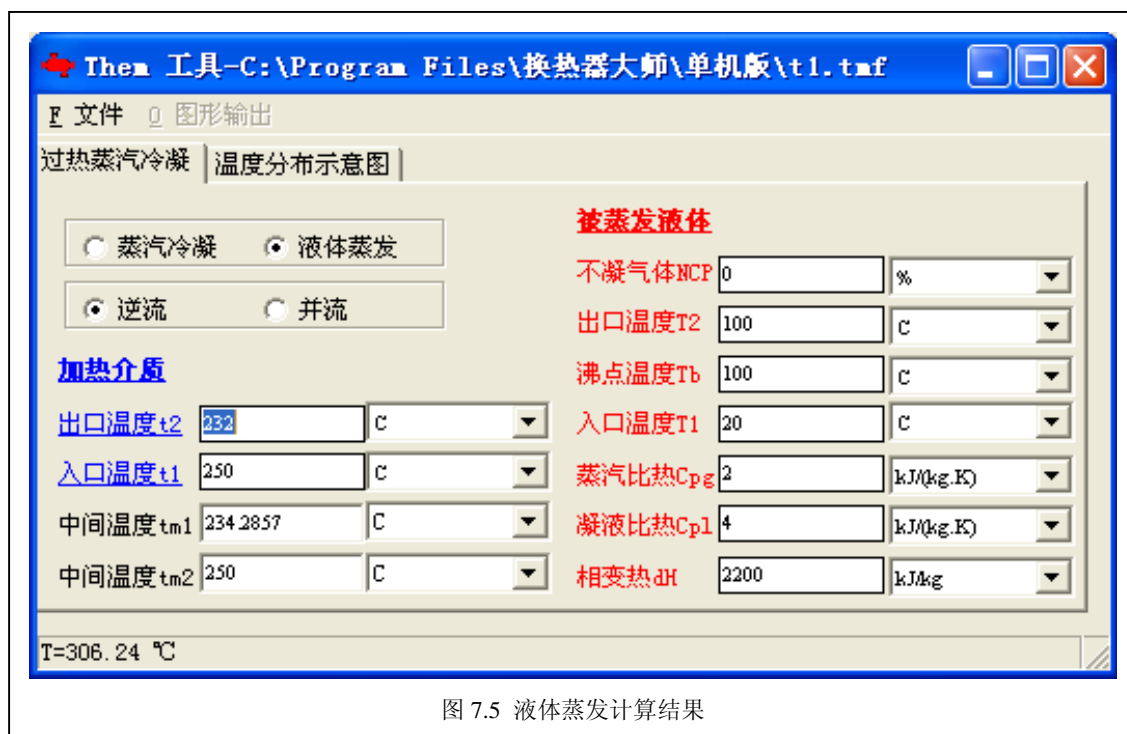 Them 工具-C:\Program Files\换热器大师\单机版\t1.tmf
F 文件 O 图形输出
过热蒸汽冷凝 温度分布示意图
蒸汽冷凝 液体蒸发
逆流 并流
加热介质
出口温度t2 232 C
入口温度t1 250 C
中间温度tm1 234.2857 C
中间温度tm2 250 C
被蒸发液体
不凝气体NCP 0 %
出口温度T2 100 C
沸点温度Tb 100 C
入口温度T1 20 C
蒸汽比热Cpg 2 kJ/(kg.K)
凝液比热Cpl 4 kJ/(kg.K)
相变热dH 2200 kJ/kg
T=306.24 ℃
图 7.5 液体蒸发计算结果